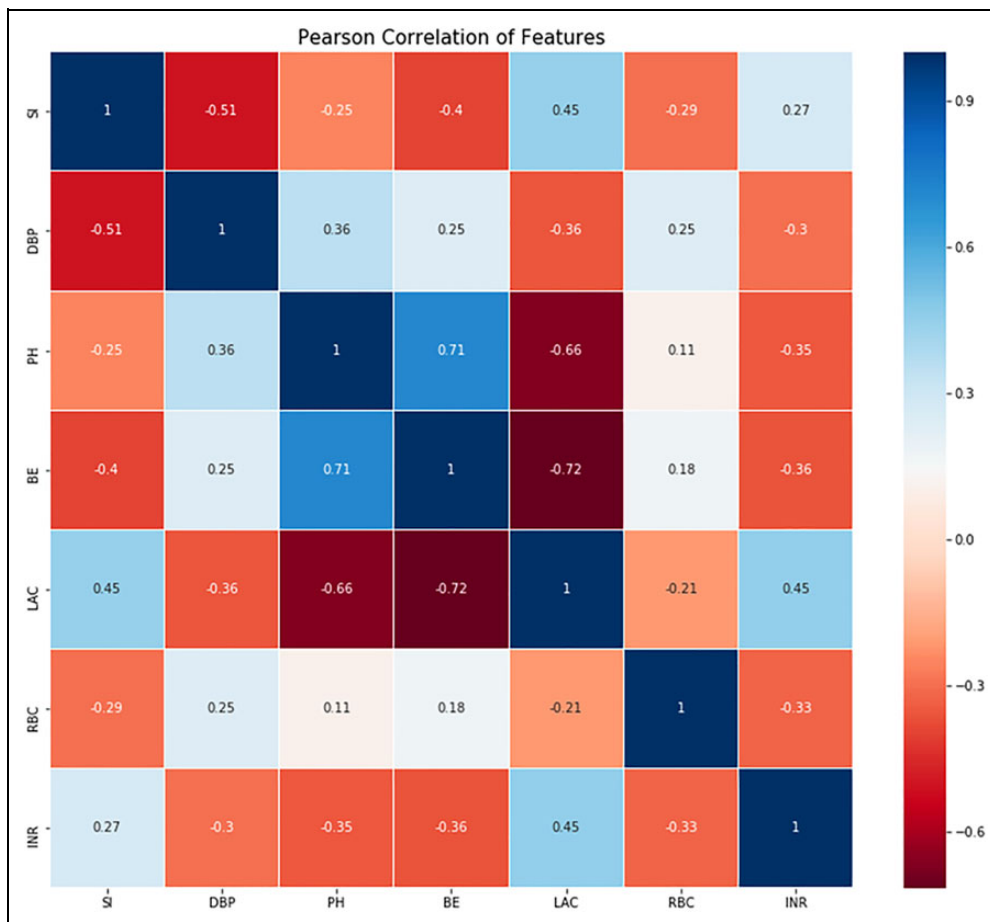 Pearson Correlation of Features
SI 1 -0.51 -0.25 -0.4 0.45 -0.29 0.27
DBP -0.51 1 0.36 0.25 -0.36 0.25 -0.3
PH -0.25 0.36 1 0.71 -0.66 0.11 -0.35
BE -0.4 0.25 0.71 1 -0.72 0.18 -0.36
LAC 0.45 -0.36 -0.66 -0.72 1 -0.21 0.45
RBC -0.29 0.25 0.11 0.18 -0.21 1 -0.33
INR 0.27 -0.3 -0.35 -0.36 0.45 -0.33 1
SI DBP PH BE LAC RBC INR
0.9
0.6
0.3
0.0
−0.3
−0.6